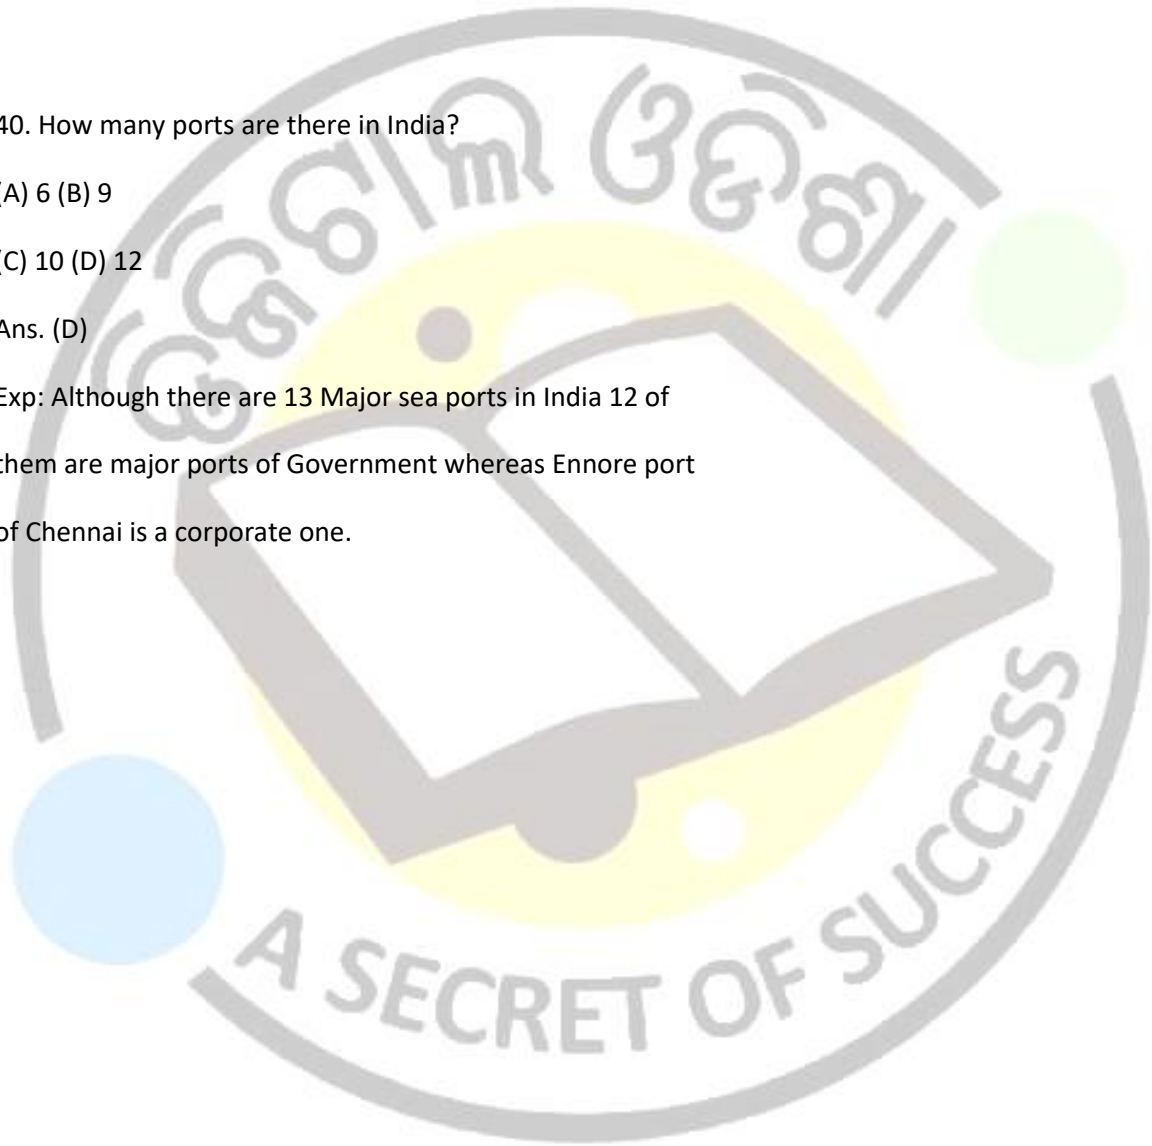 40. How many ports are there in India?
(A) 6 (B) 9
(C) 10 (D) 12
Ans. (D)
Exp: Although there are 13 Major sea ports in India 12 of
them are major ports of Government whereas Ennore port
of Chennai is a corporate one.
ଡିଜିଟାଲ ଓଡ଼ିଶା
A SECRET OF SUCCESS